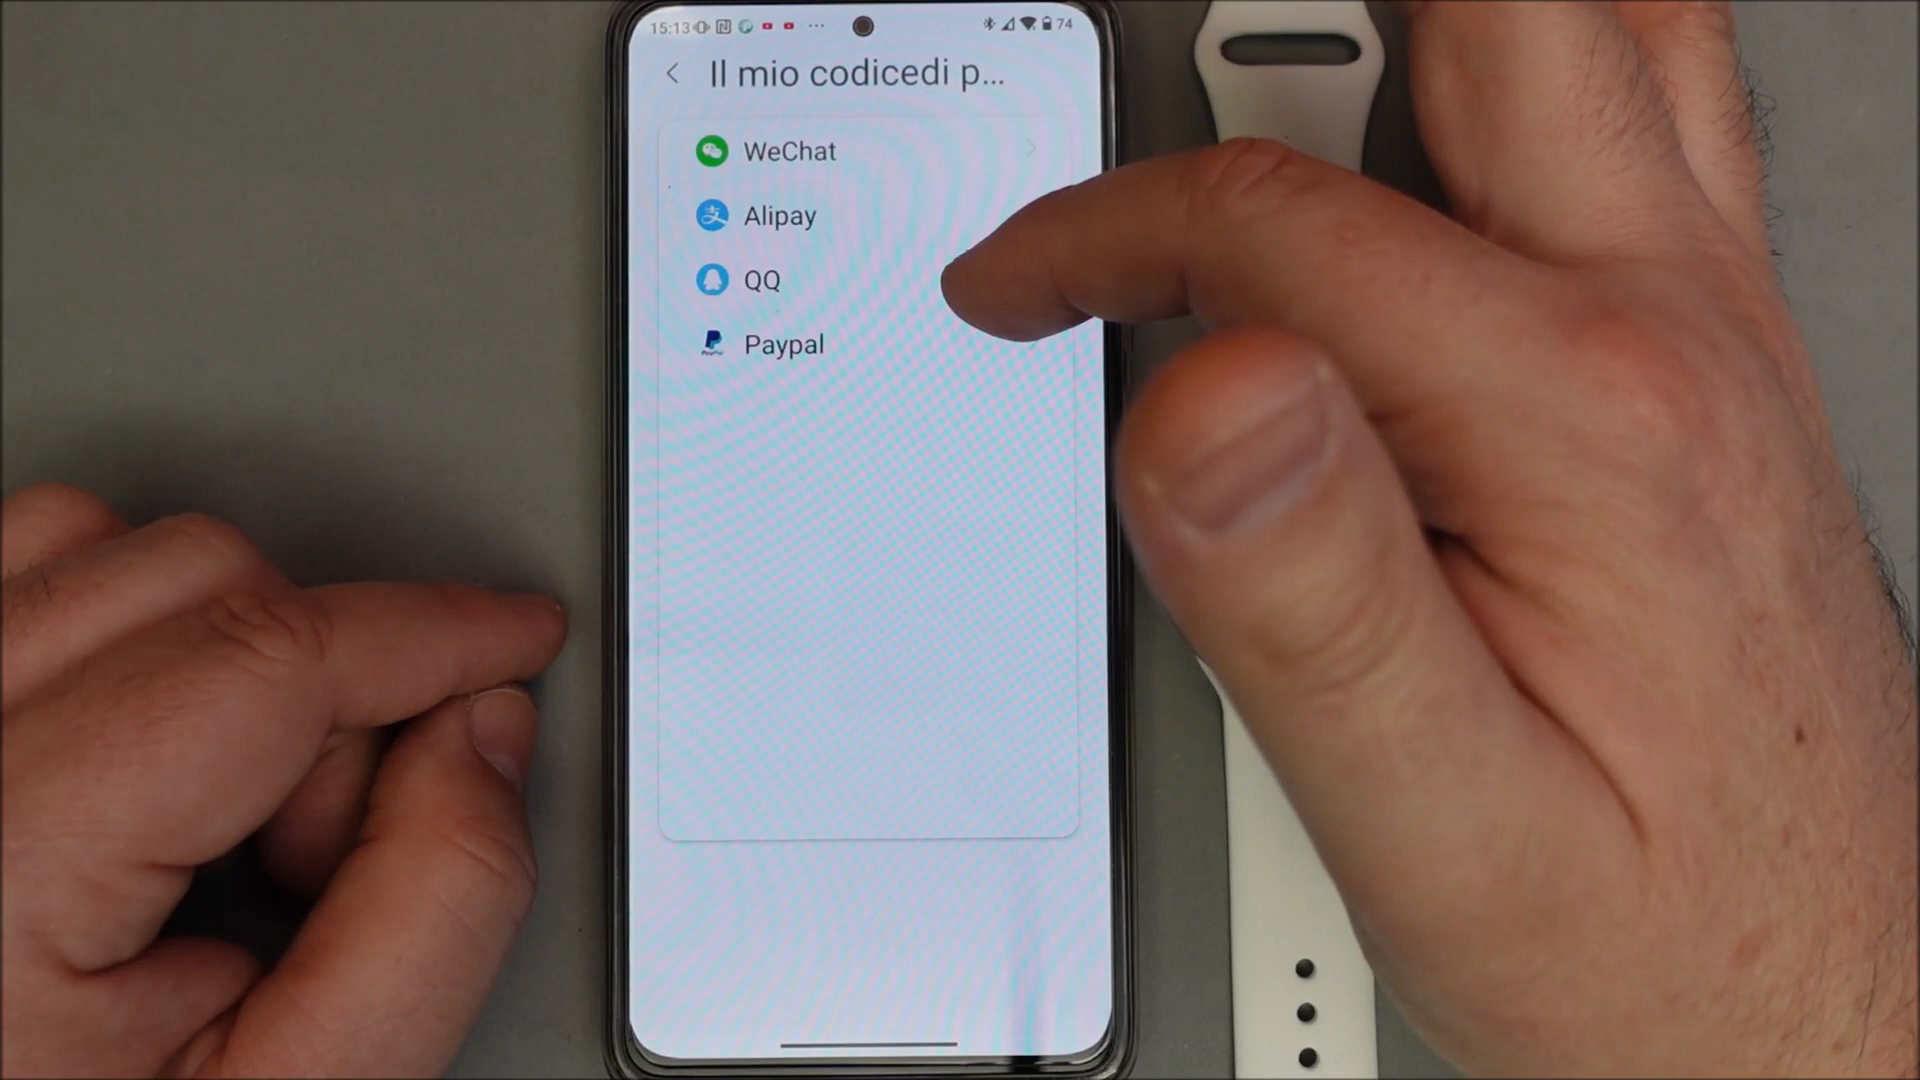 15:13 74
Il mio codicedi p...
WeChat
Alipay
QQ
Paypal